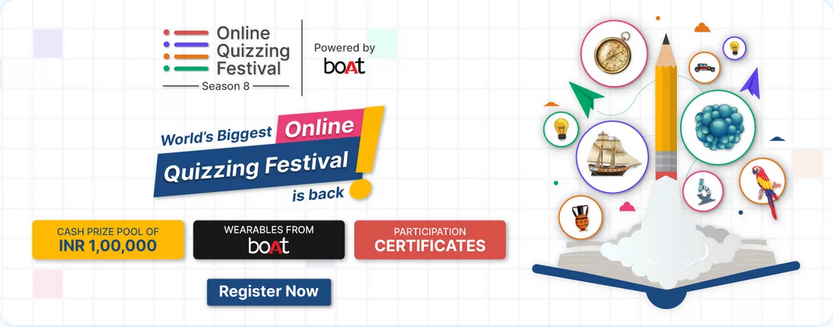 Online
Quizzing
Festival
Season 8
Powered by
boAt
World's Biggest Online
Quizzing Festival!
is back
CASH PRIZE POOL OF
INR 1,00,000
WEARABLES FROM
boAt
PARTICIPATION
CERTIFICATES
Register Now